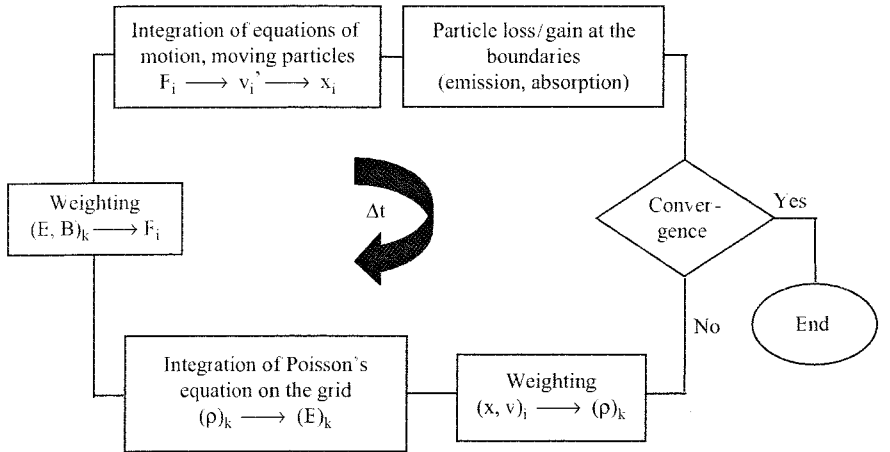 Integration of equations of
motion, moving particles
Fᵢ ⟶ vᵢ’ ⟶ xᵢ
Particle loss/gain at the
boundaries
(emission, absorption)
Weighting
(E, B)ₖ ⟶ Fᵢ
Δt
Conver-
gence
Yes
No
End
Integration of Poisson’s
equation on the grid
(ρ)ₖ ⟶ (E)ₖ
Weighting
(x, v)ᵢ ⟶ (ρ)ₖ